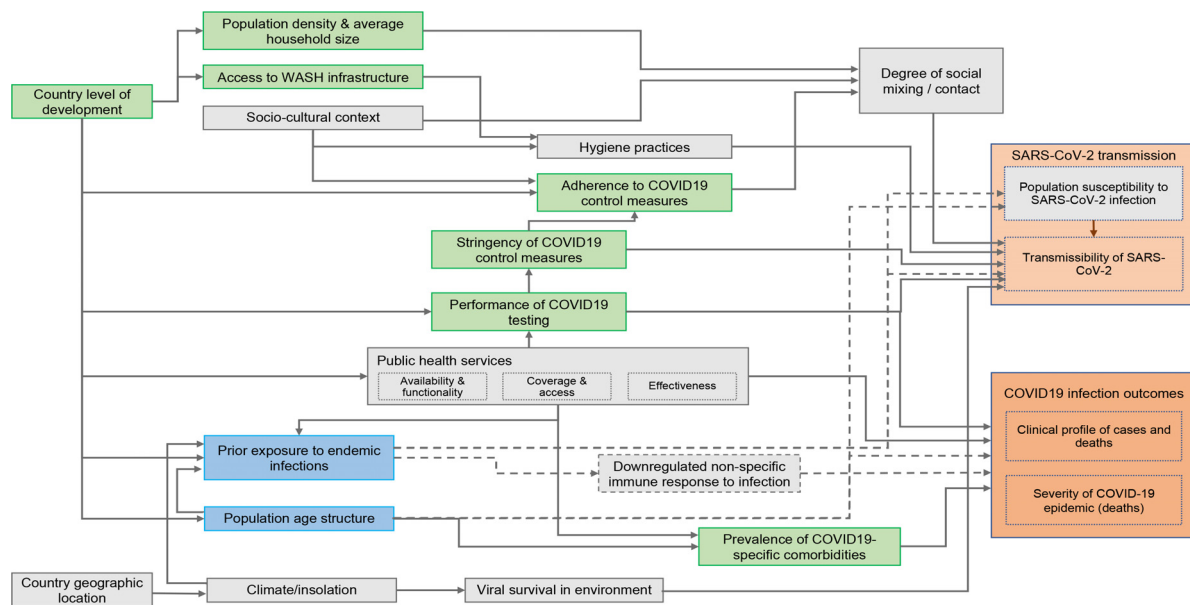 Population density & average
household size
Access to WASH infrastructure
Country level of
development
Socio-cultural context
Degree of social
mixing / contact
Hygiene practices
SARS-CoV-2 transmission
Population susceptibility to
SARS-CoV-2 infection
Adherence to COVID19
control measures
Stringency of COVID19
control measures
Transmissibility of SARS-
CoV-2
Performance of COVID19
testing
Public health services
Availability &
functionality
Coverage &
access
Effectiveness
COVID19 infection outcomes
Clinical profile of cases and
deaths
Prior exposure to endemic
infections
Downregulated non-specific
immune response to infection
Severity of COVID-19
epidemic (deaths)
Population age structure
Prevalence of COVID19-
specific comorbidities
Country geographic
location
Climate/insolation
Viral survival in environment